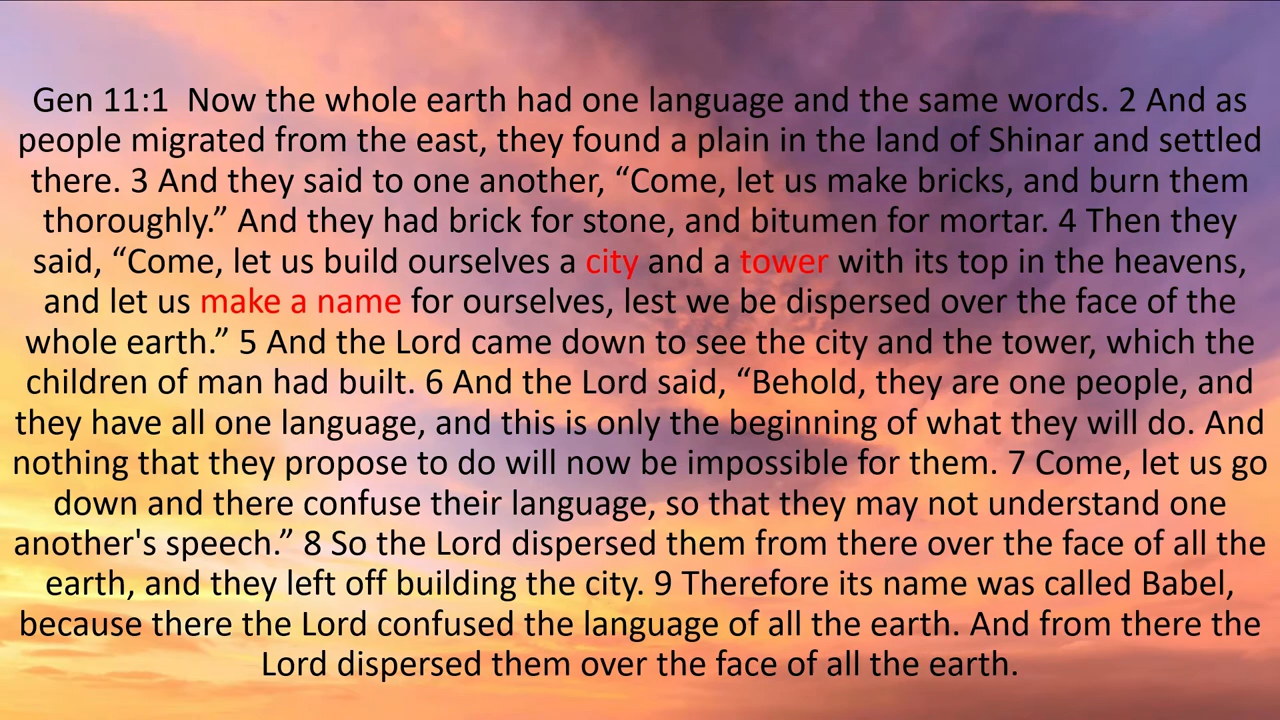 Gen 11:1  Now the whole earth had one language and the same words. 2 And as
people migrated from the east, they found a plain in the land of Shinar and settled
there. 3 And they said to one another, “Come, let us make bricks, and burn them
thoroughly.” And they had brick for stone, and bitumen for mortar. 4 Then they
said, “Come, let us build ourselves a city and a tower with its top in the heavens,
and let us make a name for ourselves, lest we be dispersed over the face of the
whole earth.” 5 And the Lord came down to see the city and the tower, which the
children of man had built. 6 And the Lord said, “Behold, they are one people, and
they have all one language, and this is only the beginning of what they will do. And
nothing that they propose to do will now be impossible for them. 7 Come, let us go
down and there confuse their language, so that they may not understand one
another's speech.” 8 So the Lord dispersed them from there over the face of all the
earth, and they left off building the city. 9 Therefore its name was called Babel,
because there the Lord confused the language of all the earth. And from there the
Lord dispersed them over the face of all the earth.